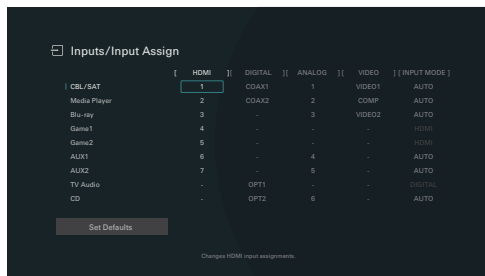 Inputs/Input Assign
[ HDMI ][ DIGITAL ][ ANALOG ][ VIDEO ][ INPUT MODE ]
CBL/SAT 1 COAX1 1 VIDEO1 AUTO
Media Player 2 COAX2 2 COMP AUTO
Blu-ray 3 - 3 VIDEO2 AUTO
Game1 4 - - - HDMI
Game2 5 - - - HDMI
AUX1 6 - 4 - AUTO
AUX2 7 - 5 - AUTO
TV Audio - OPT1 - - DIGITAL
CD - OPT2 6 - AUTO
Set Defaults
Changes HDMI input assignments.